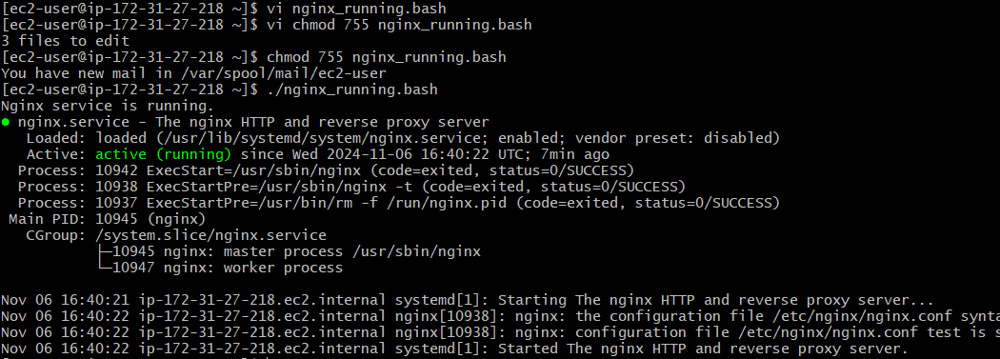 [ec2-user@ip-172-31-27-218 ~]$ vi nginx_running.bash
[ec2-user@ip-172-31-27-218 ~]$ vi chmod 755 nginx_running.bash
3 files to edit
[ec2-user@ip-172-31-27-218 ~]$ chmod 755 nginx_running.bash
You have new mail in /var/spool/mail/ec2-user
[ec2-user@ip-172-31-27-218 ~]$ ./nginx_running.bash
Nginx service is running.
● nginx.service - The nginx HTTP and reverse proxy server
   Loaded: loaded (/usr/lib/systemd/system/nginx.service; enabled; vendor preset: disabled)
   Active: active (running) since Wed 2024-11-06 16:40:22 UTC; 7min ago
  Process: 10942 ExecStart=/usr/sbin/nginx (code=exited, status=0/SUCCESS)
  Process: 10938 ExecStartPre=/usr/sbin/nginx -t (code=exited, status=0/SUCCESS)
  Process: 10937 ExecStartPre=/usr/bin/rm -f /run/nginx.pid (code=exited, status=0/SUCCESS)
 Main PID: 10945 (nginx)
   CGroup: /system.slice/nginx.service
           ├─10945 nginx: master process /usr/sbin/nginx
           └─10947 nginx: worker process
Nov 06 16:40:21 ip-172-31-27-218.ec2.internal systemd[1]: Starting The nginx HTTP and reverse proxy server...
Nov 06 16:40:22 ip-172-31-27-218.ec2.internal nginx[10938]: nginx: the configuration file /etc/nginx/nginx.conf synta
Nov 06 16:40:22 ip-172-31-27-218.ec2.internal nginx[10938]: nginx: configuration file /etc/nginx/nginx.conf test is s
Nov 06 16:40:22 ip-172-31-27-218.ec2.internal systemd[1]: Started The nginx HTTP and reverse proxy server.